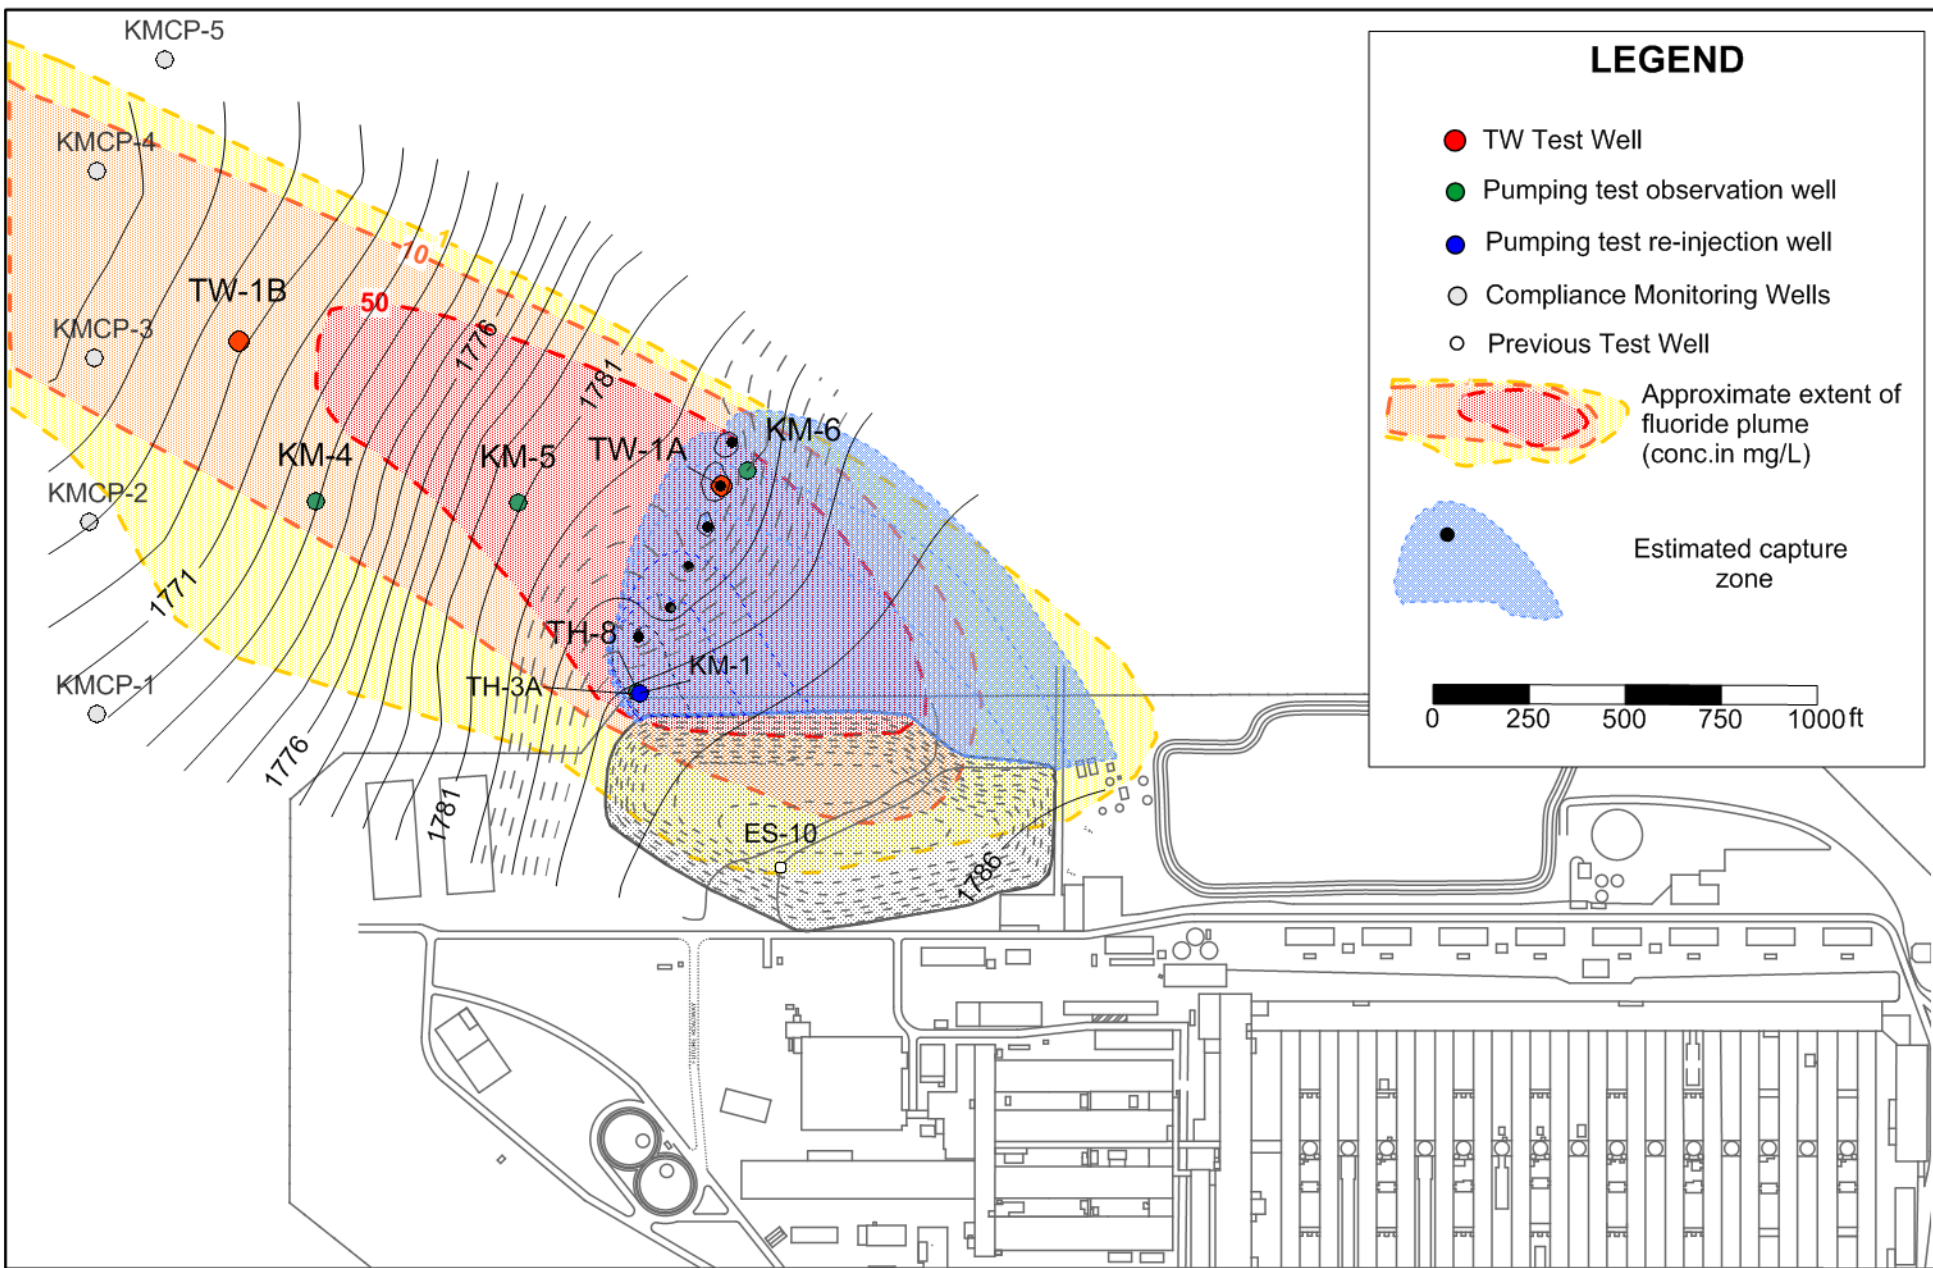 KMCP-5
LEGEND
KMCP-4
TW Test Well
Pumping test observation well
Pumping test re-injection well
Compliance Monitoring Wells
Previous Test Well
Approximate extent of
fluoride plume
(conc.in mg/L)
Estimated capture
zone
0 250 500 750 1000 ft
1
10
TW-1B
50
KMCP-3
1776
1781
KM-4
KM-5
TW-1A
KM-6
KMCP-2
1771
TH-8
KM-1
TH-3A
KMCP-1
1776
1781
ES-10
1786